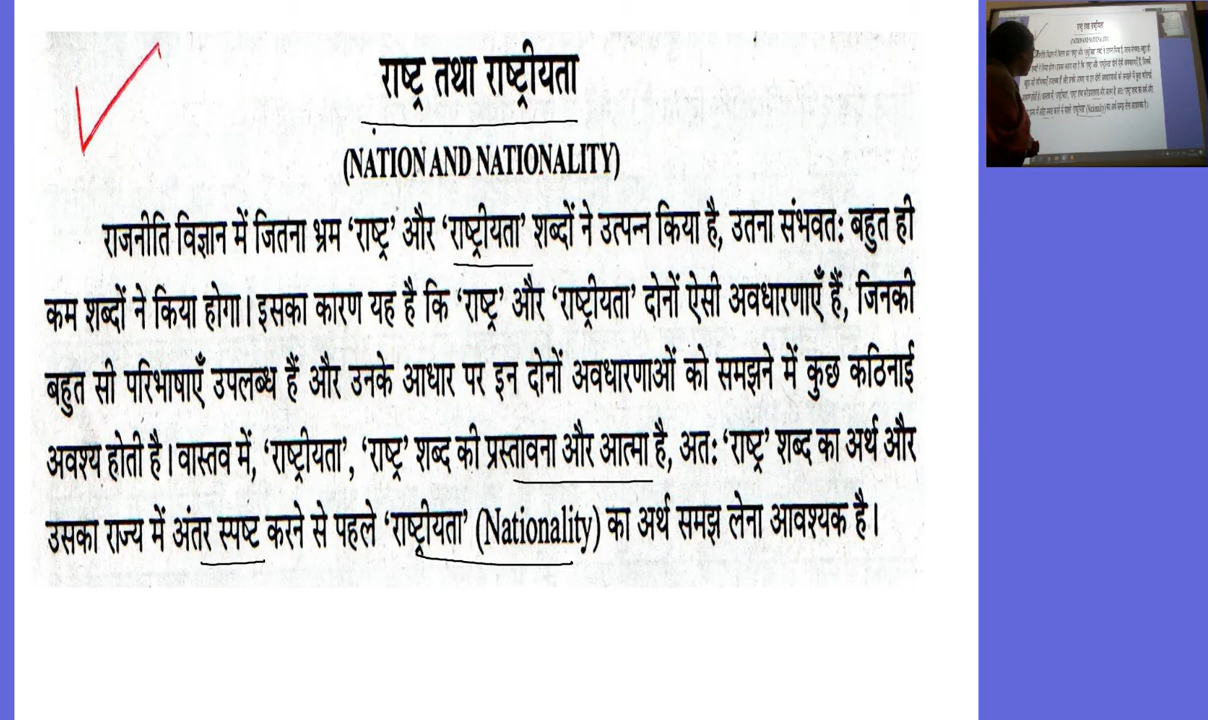 राष्ट्र तथा राष्ट्रीयता
(NATION AND NATIONALITY)
राजनीति विज्ञान में जितना भ्रम ‘राष्ट्र’ और ‘राष्ट्रीयता’ शब्दों ने उत्पन्न किया है, उतना संभवतः बहुत ही
कम शब्दों ने किया होगा। इसका कारण यह है कि ‘राष्ट्र’ और ‘राष्ट्रीयता’ दोनों ऐसी अवधारणाएँ हैं, जिनकी
बहुत सी परिभाषाएँ उपलब्ध हैं और उनके आधार पर इन दोनों अवधारणाओं को समझने में कुछ कठिनाई
अवश्य होती है। वास्तव में, ‘राष्ट्रीयता’, ‘राष्ट्र’ शब्द की प्रस्तावना और आत्मा है, अतः ‘राष्ट्र’ शब्द का अर्थ और
उसका राज्य में अंतर स्पष्ट करने से पहले ‘राष्ट्रीयता’ (Nationality) का अर्थ समझ लेना आवश्यक है।